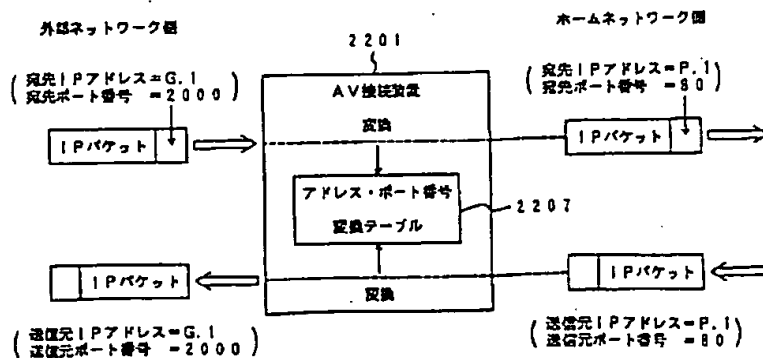 外部ネットワーク側
ホームネットワーク側
2201
宛先IPアドレス=G.1
宛先ポート番号 =2000
AV接続装置
宛先IPアドレス=P.1
宛先ポート番号 =80
変換
IPパケット
IPパケット
アドレス・ポート番号
変換テーブル
2207
IPパケット
IPパケット
変換
送信元IPアドレス=G.1
送信元ポート番号 =2000
送信元IPアドレス=P.1
送信元ポート番号 =80